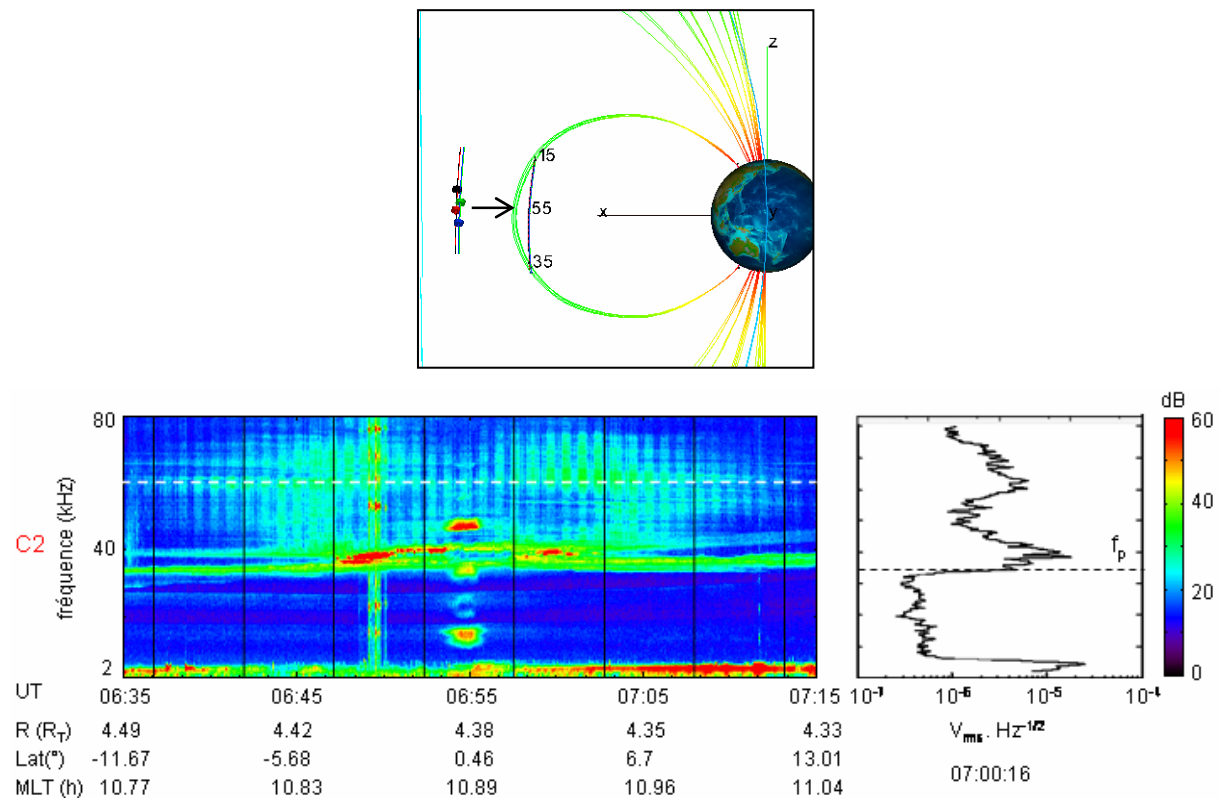 z
15
55
x
y
35
80
40
2
fréquence (kHz)
C2
f_p
dB
60
40
20
0
UT 06:35 06:45 06:55 07:05 07:15
10⁻⁷ 10⁻⁶ 10⁻⁵ 10⁻⁴
R (R_T) 4.49 4.42 4.38 4.35 4.33
V_rms . Hz^-1/2
Lat(°) -11.67 -5.68 0.46 6.7 13.01
07:00:16
MLT (h) 10.77 10.83 10.89 10.96 11.04